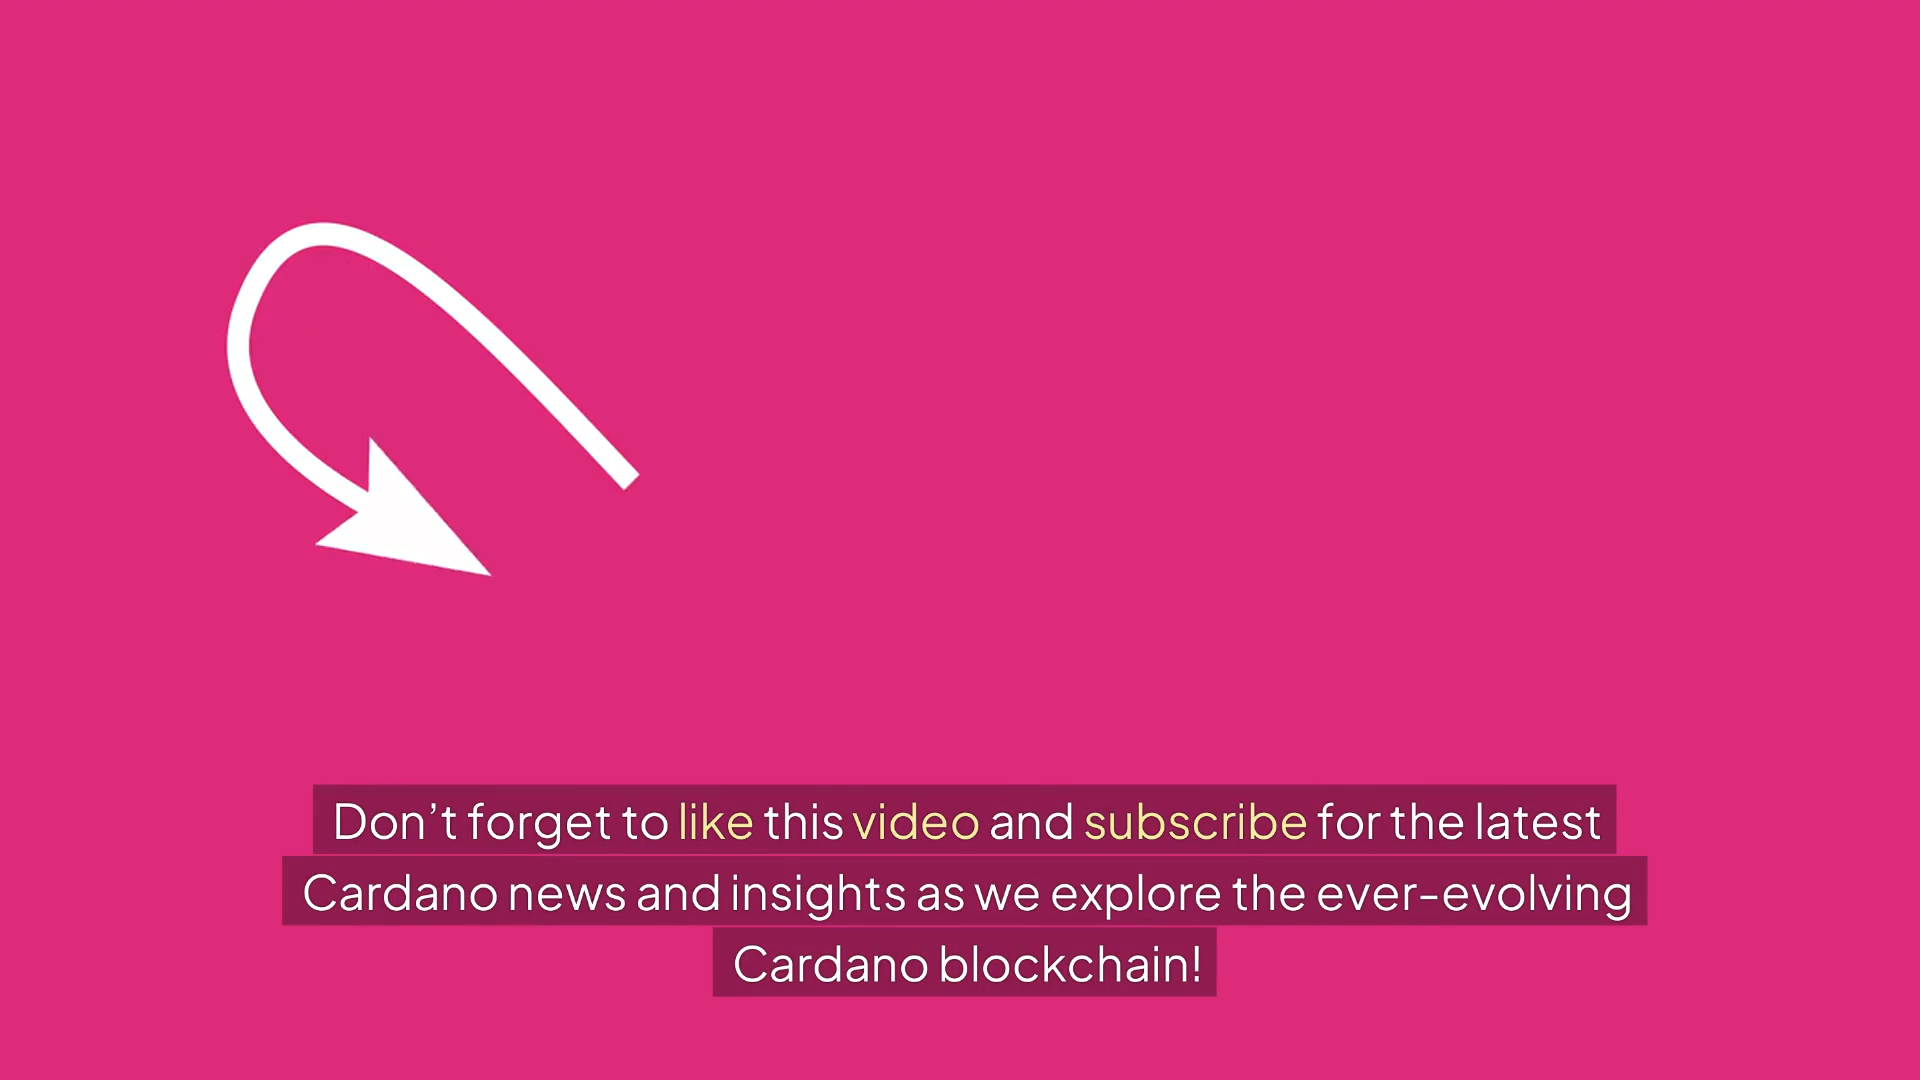 Don’t forget to like this video and subscribe for the latest
Cardano news and insights as we explore the ever-evolving
Cardano blockchain!